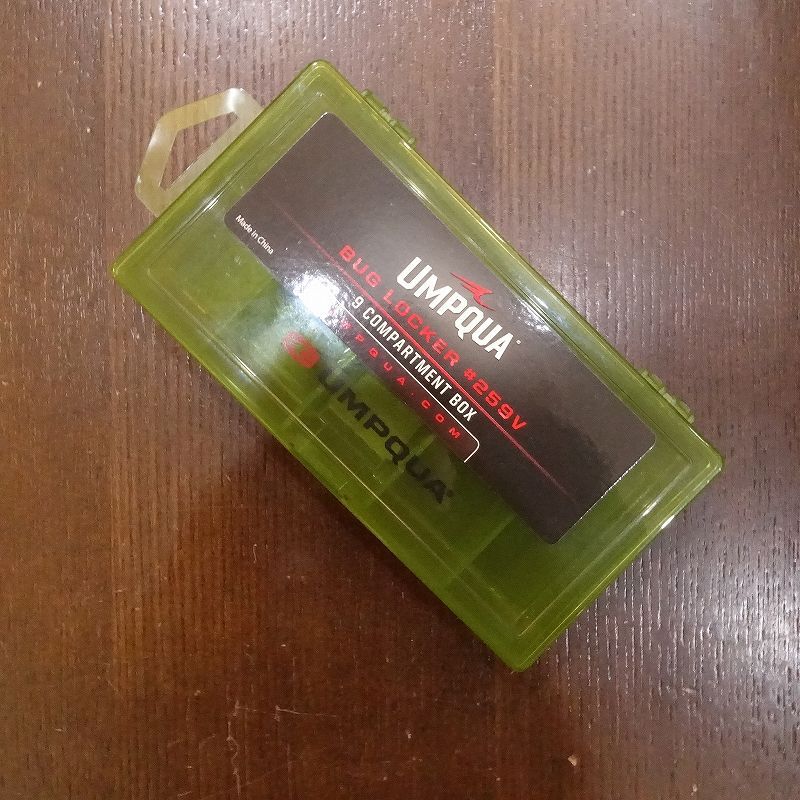 UMPQUA
BUG LOCKER #259V
9 COMPARTMENT BOX
UMPQUA.COM
Made in China
UMPQUA